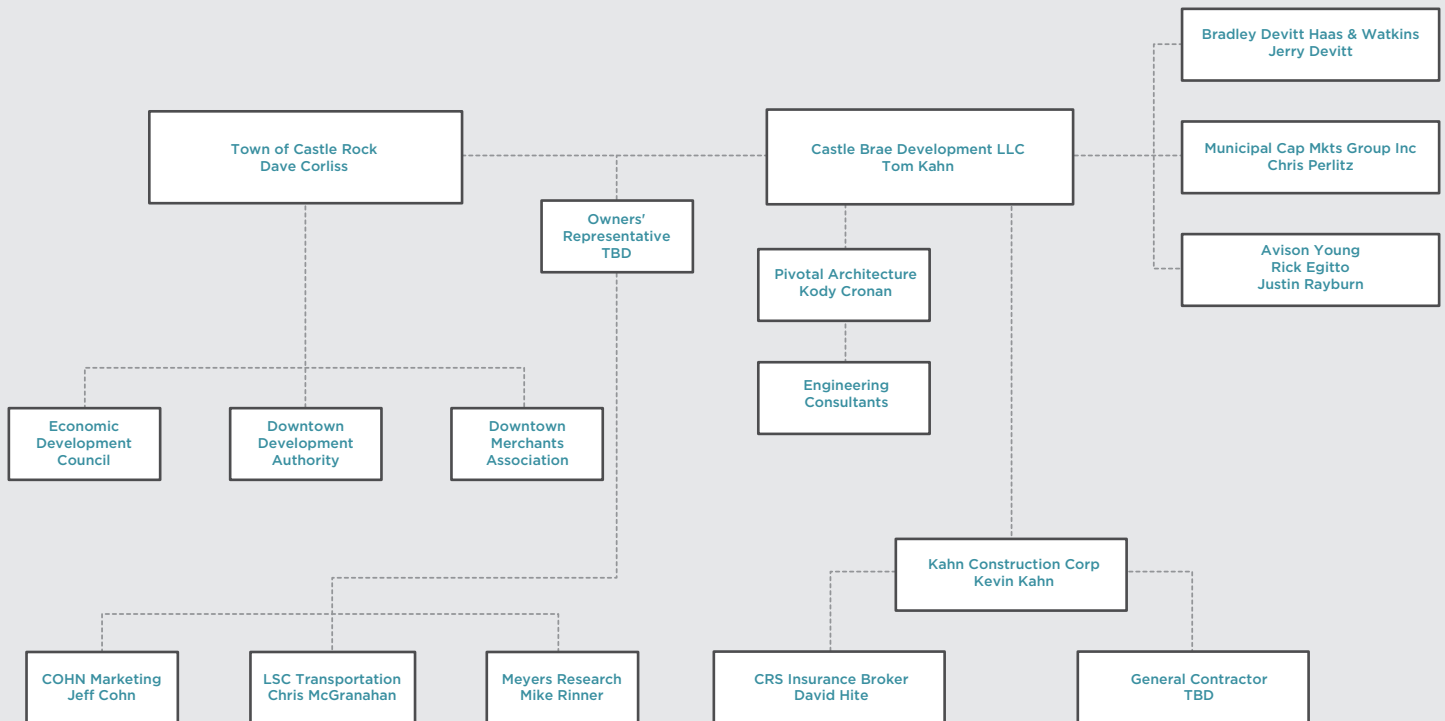 Bradley Devitt Haas & Watkins
Jerry Devitt
Town of Castle Rock
Dave Corliss
Castle Brae Development LLC
Tom Kahn
Municipal Cap Mkts Group Inc
Chris Perlitz
Owners'
Representative
TBD
Avison Young
Rick Egitto
Justin Rayburn
Pivotal Architecture
Kody Cronan
Engineering
Consultants
Economic
Development
Council
Downtown
Development
Authority
Downtown
Merchants
Association
Kahn Construction Corp
Kevin Kahn
COHN Marketing
Jeff Cohn
LSC Transportation
Chris McGranahan
Meyers Research
Mike Rinner
CRS Insurance Broker
David Hite
General Contractor
TBD